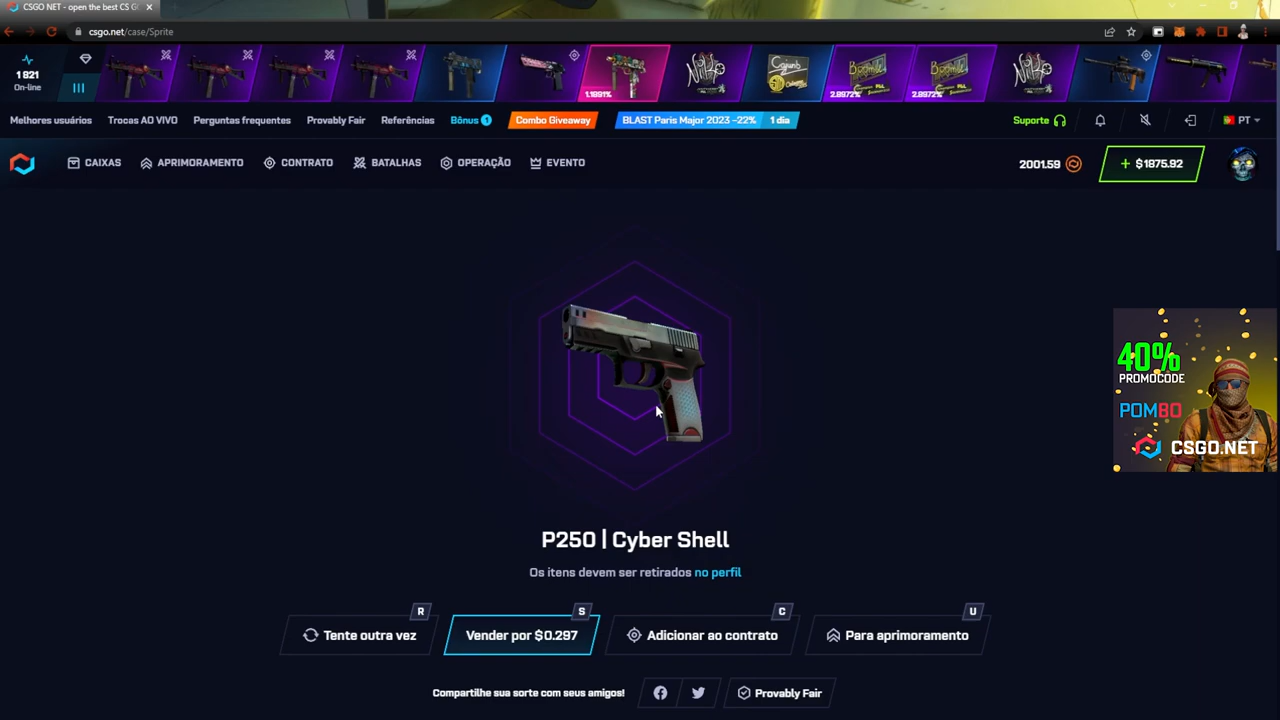 CSGO NET - open the best CS G
csgo.net/case/Sprite
1 821
On-line
1.1891%
2.8972%
2.8972%
Melhores usuários Trocas AO VIVO Perguntas frequentes Provably Fair Referências Bônus 1 Combo Giveaway BLAST Paris Major 2023 -22% 1 dia Suporte PT
CAIXAS APRIMORAMENTO CONTRATO BATALHAS OPERAÇÃO EVENTO 2001.59 + $1875.92
40%
PROMOCODE
POMBO
CSGO.NET
P250 | Cyber Shell
Os itens devem ser retirados no perfil
R S C U
Tente outra vez Vender por $0.297 Adicionar ao contrato Para aprimoramento
Compartilhe sua sorte com seus amigos! Provably Fair